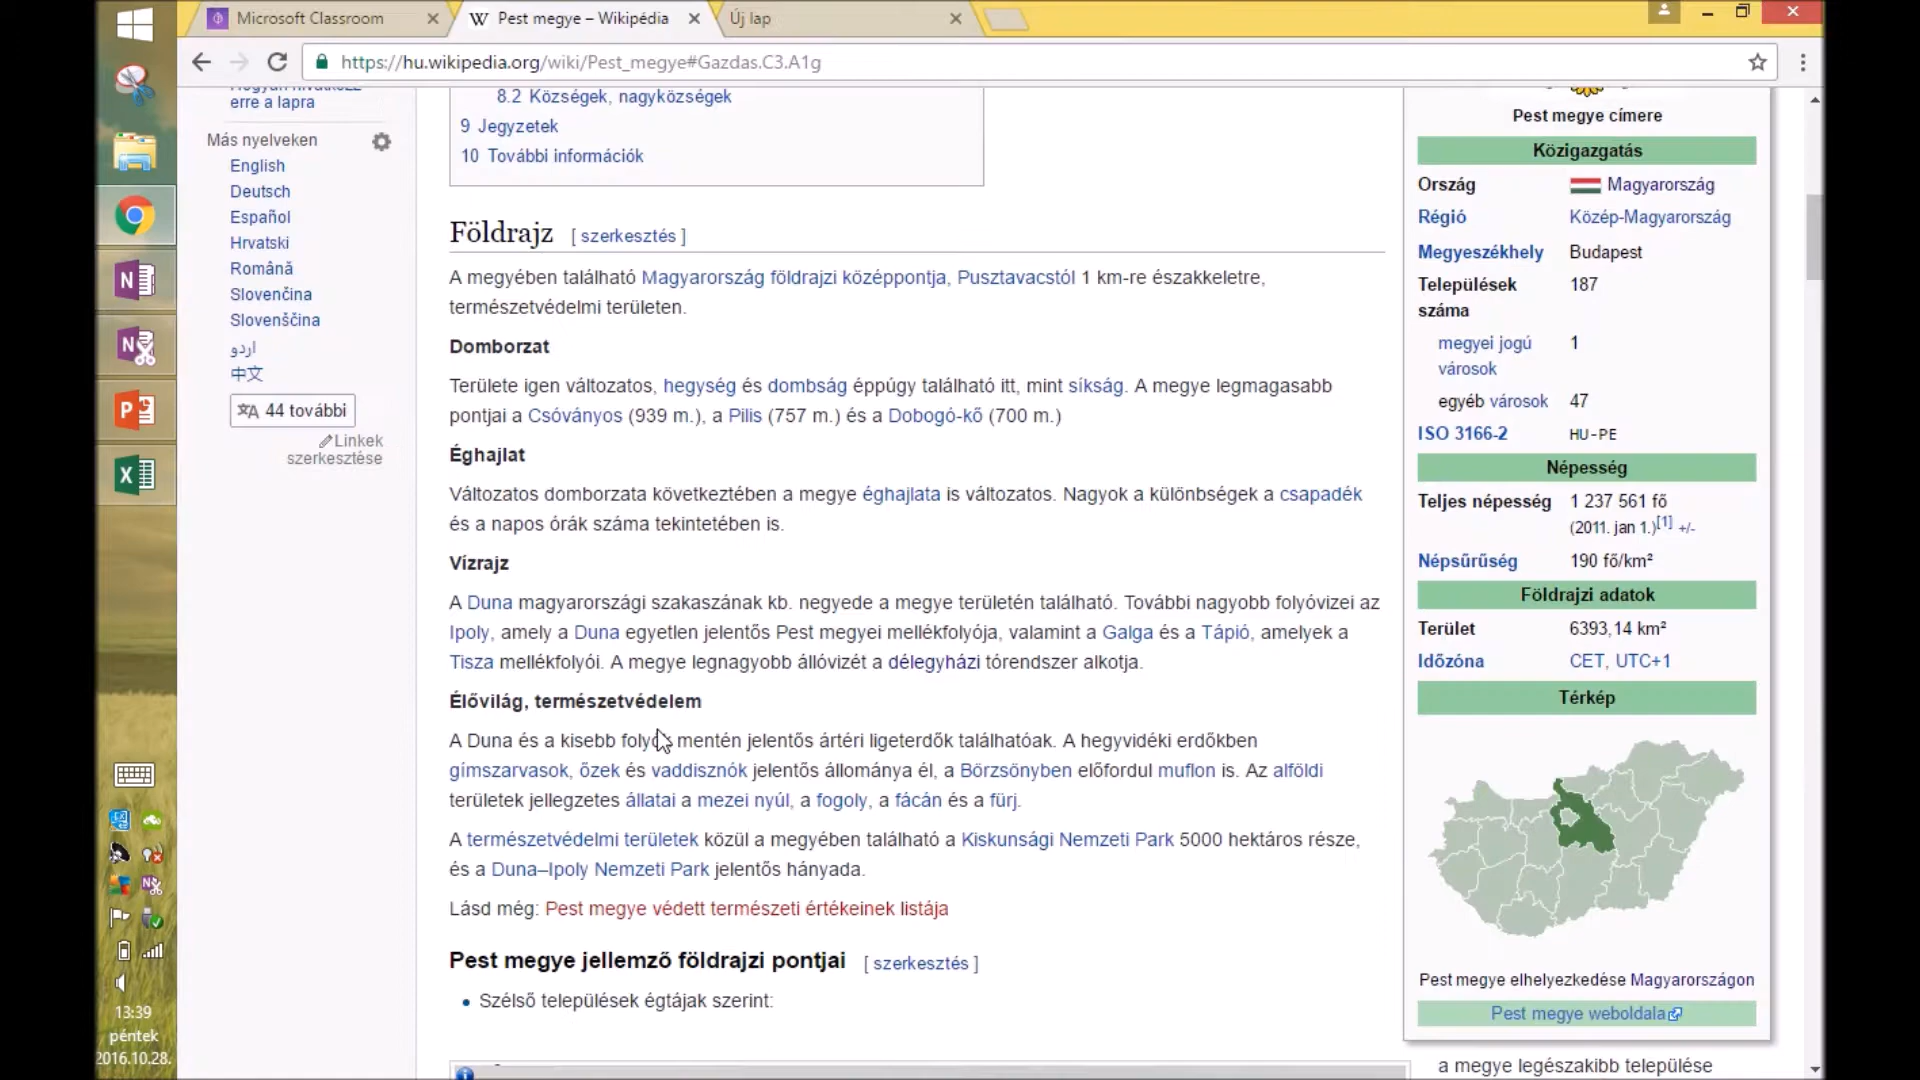 Microsoft Classroom
Pest megye – Wikipédia
Új lap
https://hu.wikipedia.org/wiki/Pest_megye#Gazdas.C3.A1g
erre a lapra
Más nyelveken
English
Deutsch
Español
Hrvatski
Română
Slovenčina
Slovenščina
اردو
中文
44 további
Linkek
szerkesztése
8.2 Községek, nagyközségek
9 Jegyzetek
10 További információk
Földrajz [ szerkesztés ]
A megyében található Magyarország földrajzi középpontja, Pusztavacstól 1 km-re északkeletre,
természetvédelmi területen.
Domborzat
Területe igen változatos, hegység és dombság éppúgy található itt, mint síkság. A megye legmagasabb
pontjai a Csóványos (939 m.), a Pilis (757 m.) és a Dobogó-kő (700 m.)
Éghajlat
Változatos domborzata következtében a megye éghajlata is változatos. Nagyok a különbségek a csapadék
és a napos órák száma tekintetében is.
Vízrajz
A Duna magyarországi szakaszának kb. negyede a megye területén található. További nagyobb folyóvizei az
Ipoly, amely a Duna egyetlen jelentős Pest megyei mellékfolyója, valamint a Galga és a Tápió, amelyek a
Tisza mellékfolyói. A megye legnagyobb állóvizét a délegyházi tórendszer alkotja.
Élővilág, természetvédelem
A Duna és a kisebb folyók mentén jelentős ártéri ligeterdők találhatóak. A hegyvidéki erdőkben
gímszarvasok, őzek és vaddisznók jelentős állománya él, a Börzsönyben előfordul muflon is. Az alföldi
területek jellegzetes állatai a mezei nyúl, a fogoly, a fácán és a fürj.
A természetvédelmi területek közül a megyében található a Kiskunsági Nemzeti Park 5000 hektáros része,
és a Duna–Ipoly Nemzeti Park jelentős hányada.
Lásd még: Pest megye védett természeti értékeinek listája
Pest megye jellemző földrajzi pontjai [ szerkesztés ]
Szélső települések égtájak szerint:
Pest megye címere
Közigazgatás
Ország Magyarország
Régió Közép-Magyarország
Megyeszékhely Budapest
Települések 187
száma
megyei jogú 1
városok
egyéb városok 47
ISO 3166-2 HU-PE
Népesség
Teljes népesség 1 237 561 fő
(2011. jan 1.)[1] +/-
Népsűrűség 190 fő/km²
Földrajzi adatok
Terület 6393,14 km²
Időzóna CET, UTC+1
Térkép
Pest megye elhelyezkedése Magyarországon
Pest megye weboldala
a megye legészakibb települése
13:39
péntek
2016.10.28.